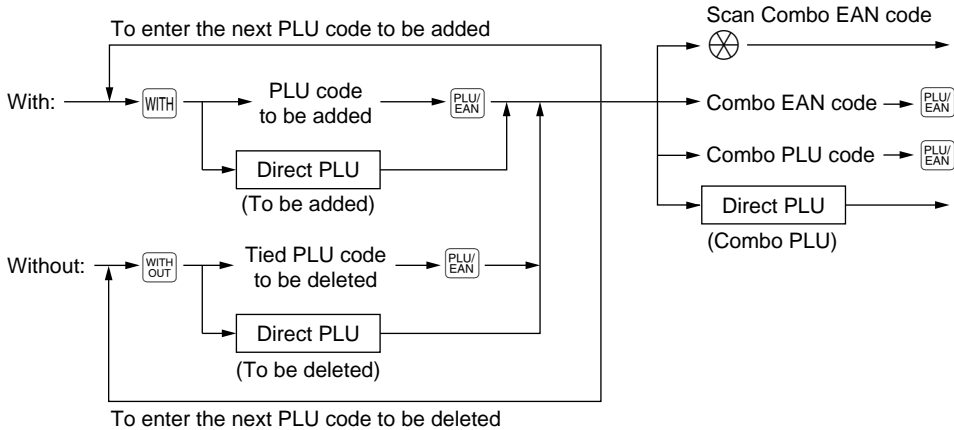 To enter the next PLU code to be added
Scan Combo EAN code
With:
WITH
PLU code
to be added
PLU/
EAN
Combo EAN code
PLU/
EAN
Combo PLU code
PLU/
EAN
Direct PLU
(To be added)
Direct PLU
(Combo PLU)
Without:
WITH
OUT
Tied PLU code
to be deleted
PLU/
EAN
Direct PLU
(To be deleted)
To enter the next PLU code to be deleted